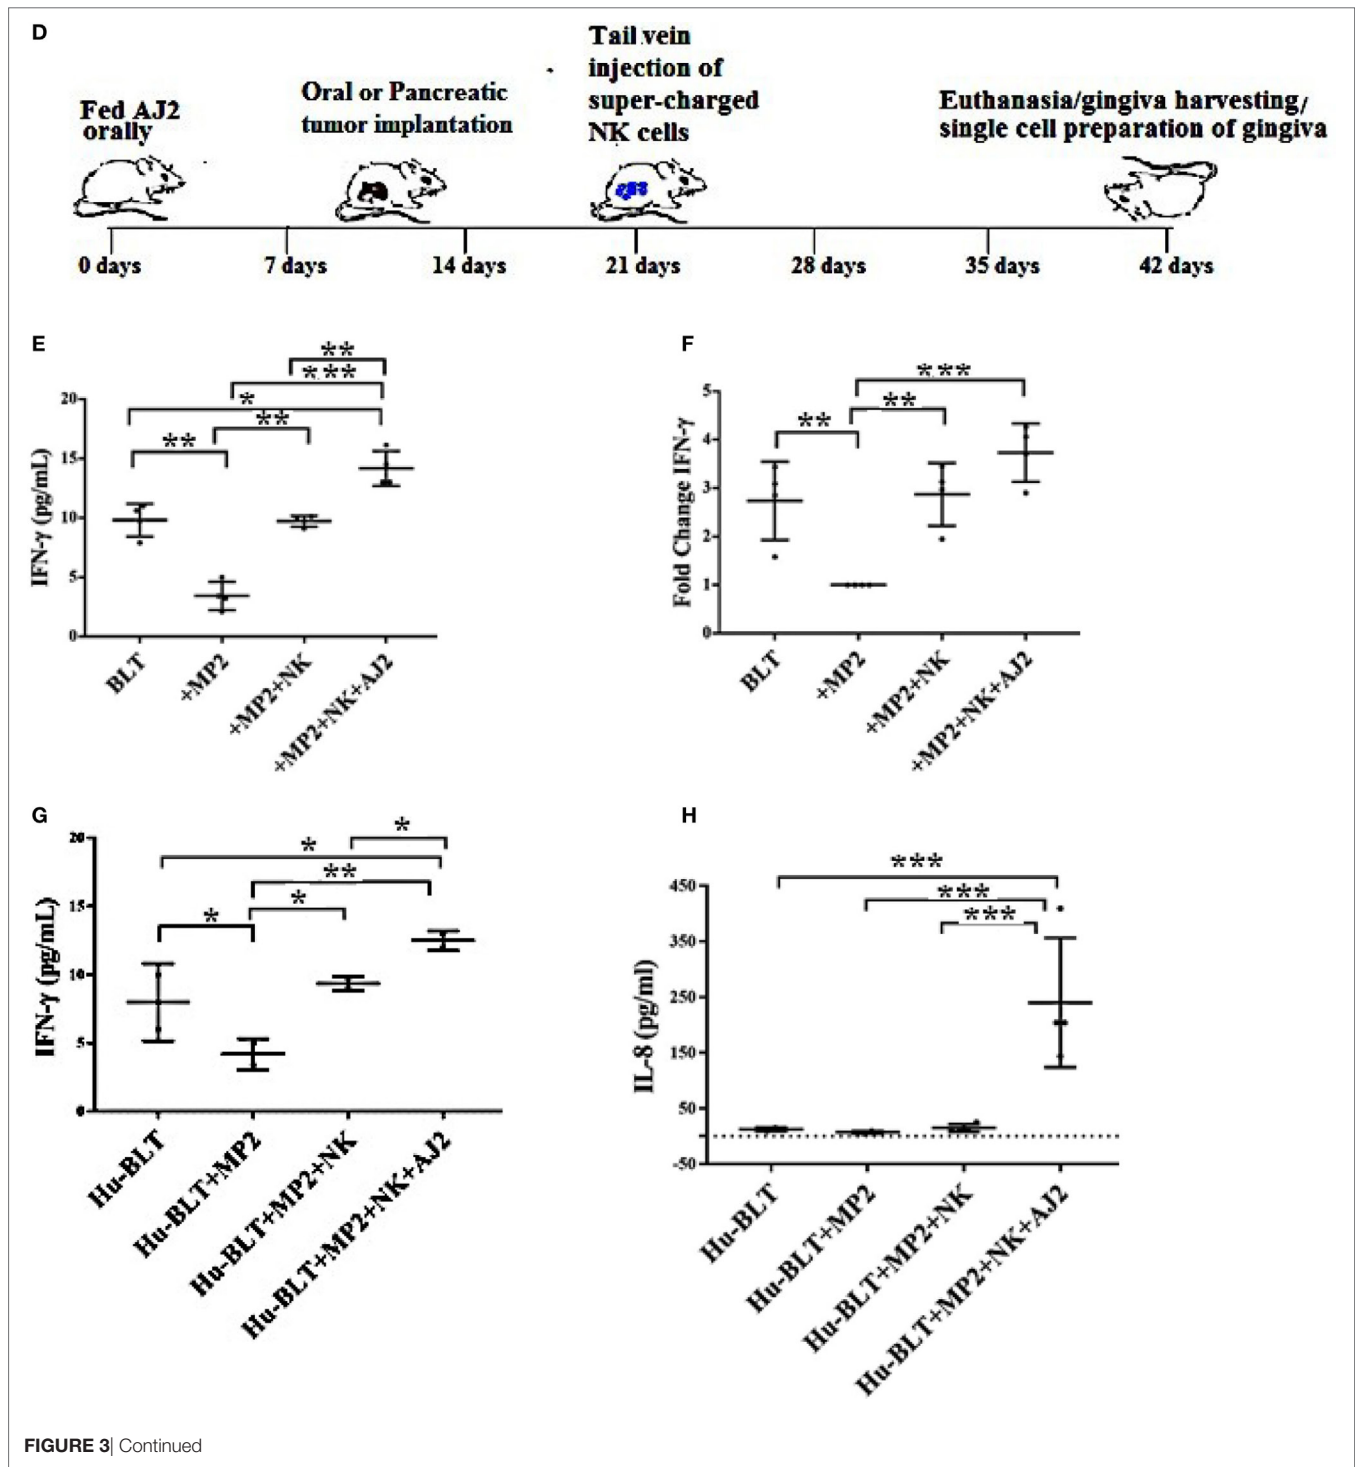 D
Tail vein
injection of
super-charged
NK cells
Oral or Pancreatic
tumor implantation
Fed AJ2
orally
Euthanasia/gingiva harvesting/
single cell preparation of gingiva
0 days
7 days
14 days
21 days
28 days
35 days
42 days
E
**
***
*
**
**
20
15
10
5
0
IFN-γ (pg/mL)
BLT
+MP2
+MP2+NK
+MP2+NK+AJ2
F
***
**
**
5
4
3
2
1
0
Fold Change IFN-γ
BLT
+MP2
+MP2+NK
+MP2+NK+AJ2
G
*
*
**
*
*
20
15
10
5
0
IFN-γ (pg/mL)
Hu-BLT
Hu-BLT+MP2
Hu-BLT+MP2+NK
Hu-BLT+MP2+NK+AJ2
H
***
***
***
450
350
250
150
50
-50
IL-8 (pg/ml)
Hu-BLT
Hu-BLT+MP2
Hu-BLT+MP2+NK
Hu-BLT+MP2+NK+AJ2
FIGURE 3| Continued